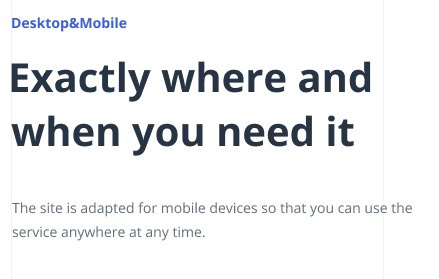 Desktop&Mobile
Exactly where and
when you need it
The site is adapted for mobile devices so that you can use the
service anywhere at any time.